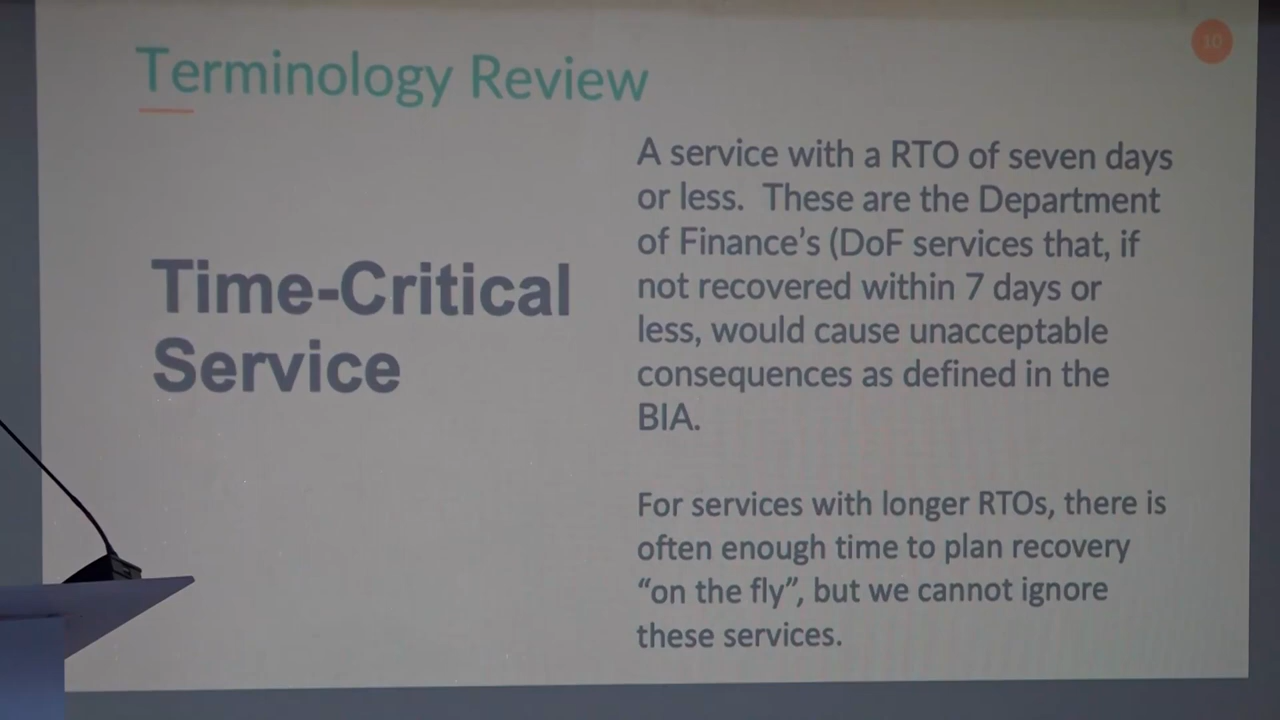 10
Terminology Review
Time-Critical
Service
A service with a RTO of seven days
or less.  These are the Department
of Finance’s (DoF services that, if
not recovered within 7 days or
less, would cause unacceptable
consequences as defined in the
BIA.
For services with longer RTOs, there is
often enough time to plan recovery
“on the fly”, but we cannot ignore
these services.